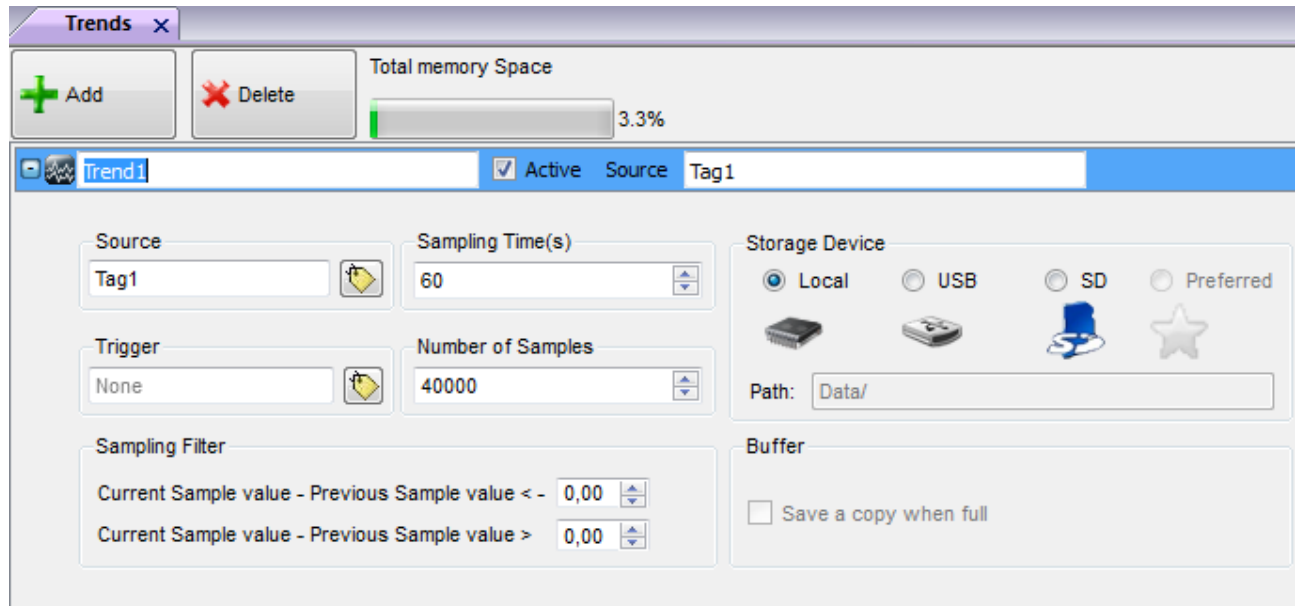 Trends
Add
Delete
Total memory Space
3.3%
Trend1
Active
Source
Tag1
Source
Tag1
Sampling Time(s)
60
Storage Device
Local
USB
SD
Preferred
Trigger
None
Number of Samples
40000
Path:
Data/
Sampling Filter
Current Sample value - Previous Sample value < - 0,00
Current Sample value - Previous Sample value > 0,00
Buffer
Save a copy when full